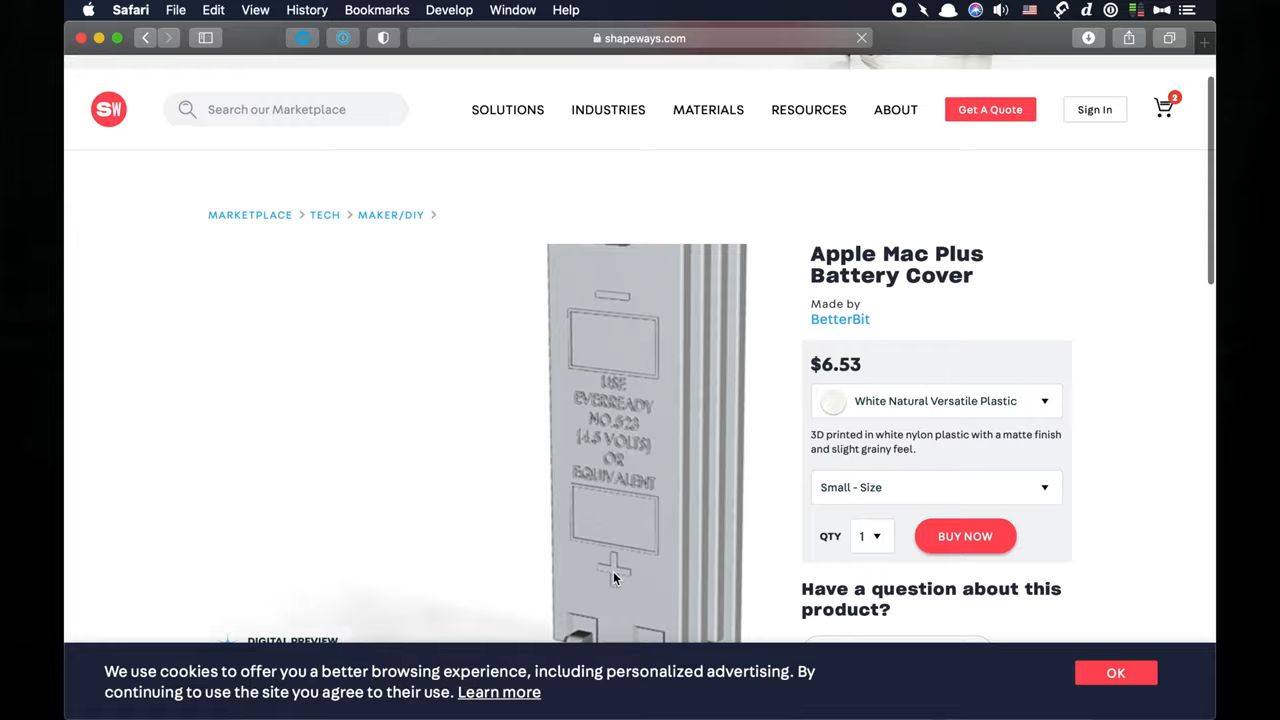 Safari File Edit View History Bookmarks Develop Window Help
shapeways.com
SW Search our Marketplace SOLUTIONS INDUSTRIES MATERIALS RESOURCES ABOUT Get A Quote Sign In 2
MARKETPLACE > TECH > MAKER/DIY >
USE
EVERREADY
NO.523
(4.5 VOLTS)
OR
EQUIVALENT
DIGITAL PREVIEW
Apple Mac Plus
Battery Cover
Made by
BetterBit
$6.53
White Natural Versatile Plastic
3D printed in white nylon plastic with a matte finish
and slight grainy feel.
Small - Size
QTY 1 BUY NOW
Have a question about this
product?
We use cookies to offer you a better browsing experience, including personalized advertising. By
continuing to use the site you agree to their use. Learn more
OK